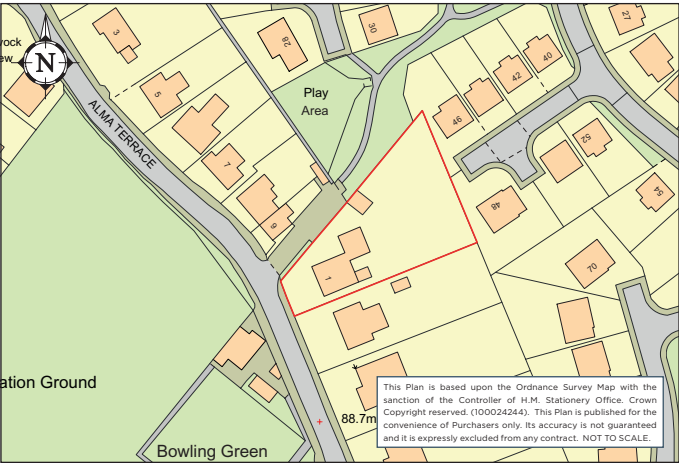 ock
ew
N
3
28
30
27
5
Play
Area
42
40
46
ALMA TERRACE
7
52
54
9
48
1
70
ation Ground
88.7m
Bowling Green
This Plan is based upon the Ordnance Survey Map with the
sanction of the Controller of H.M. Stationery Office. Crown
Copyright reserved. (100024244). This Plan is published for the
convenience of Purchasers only. Its accuracy is not guaranteed
and it is expressly excluded from any contract. NOT TO SCALE.